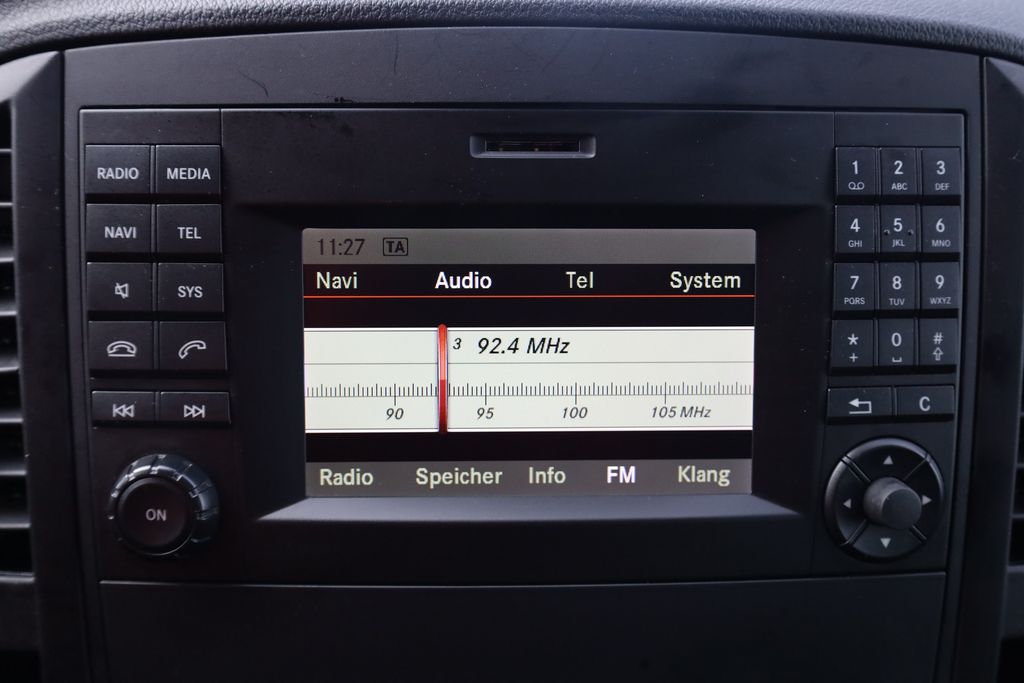 RADIO MEDIA
NAVI TEL
SYS
ON
11:27 TA
Navi Audio Tel System
3 92.4 MHz
90 95 100 105 MHz
Radio Speicher Info FM Klang
1 2 3
ABC DEF
4 5 6
GHI JKL MNO
7 8 9
PQRS TUV WXYZ
* 0 #
+
C